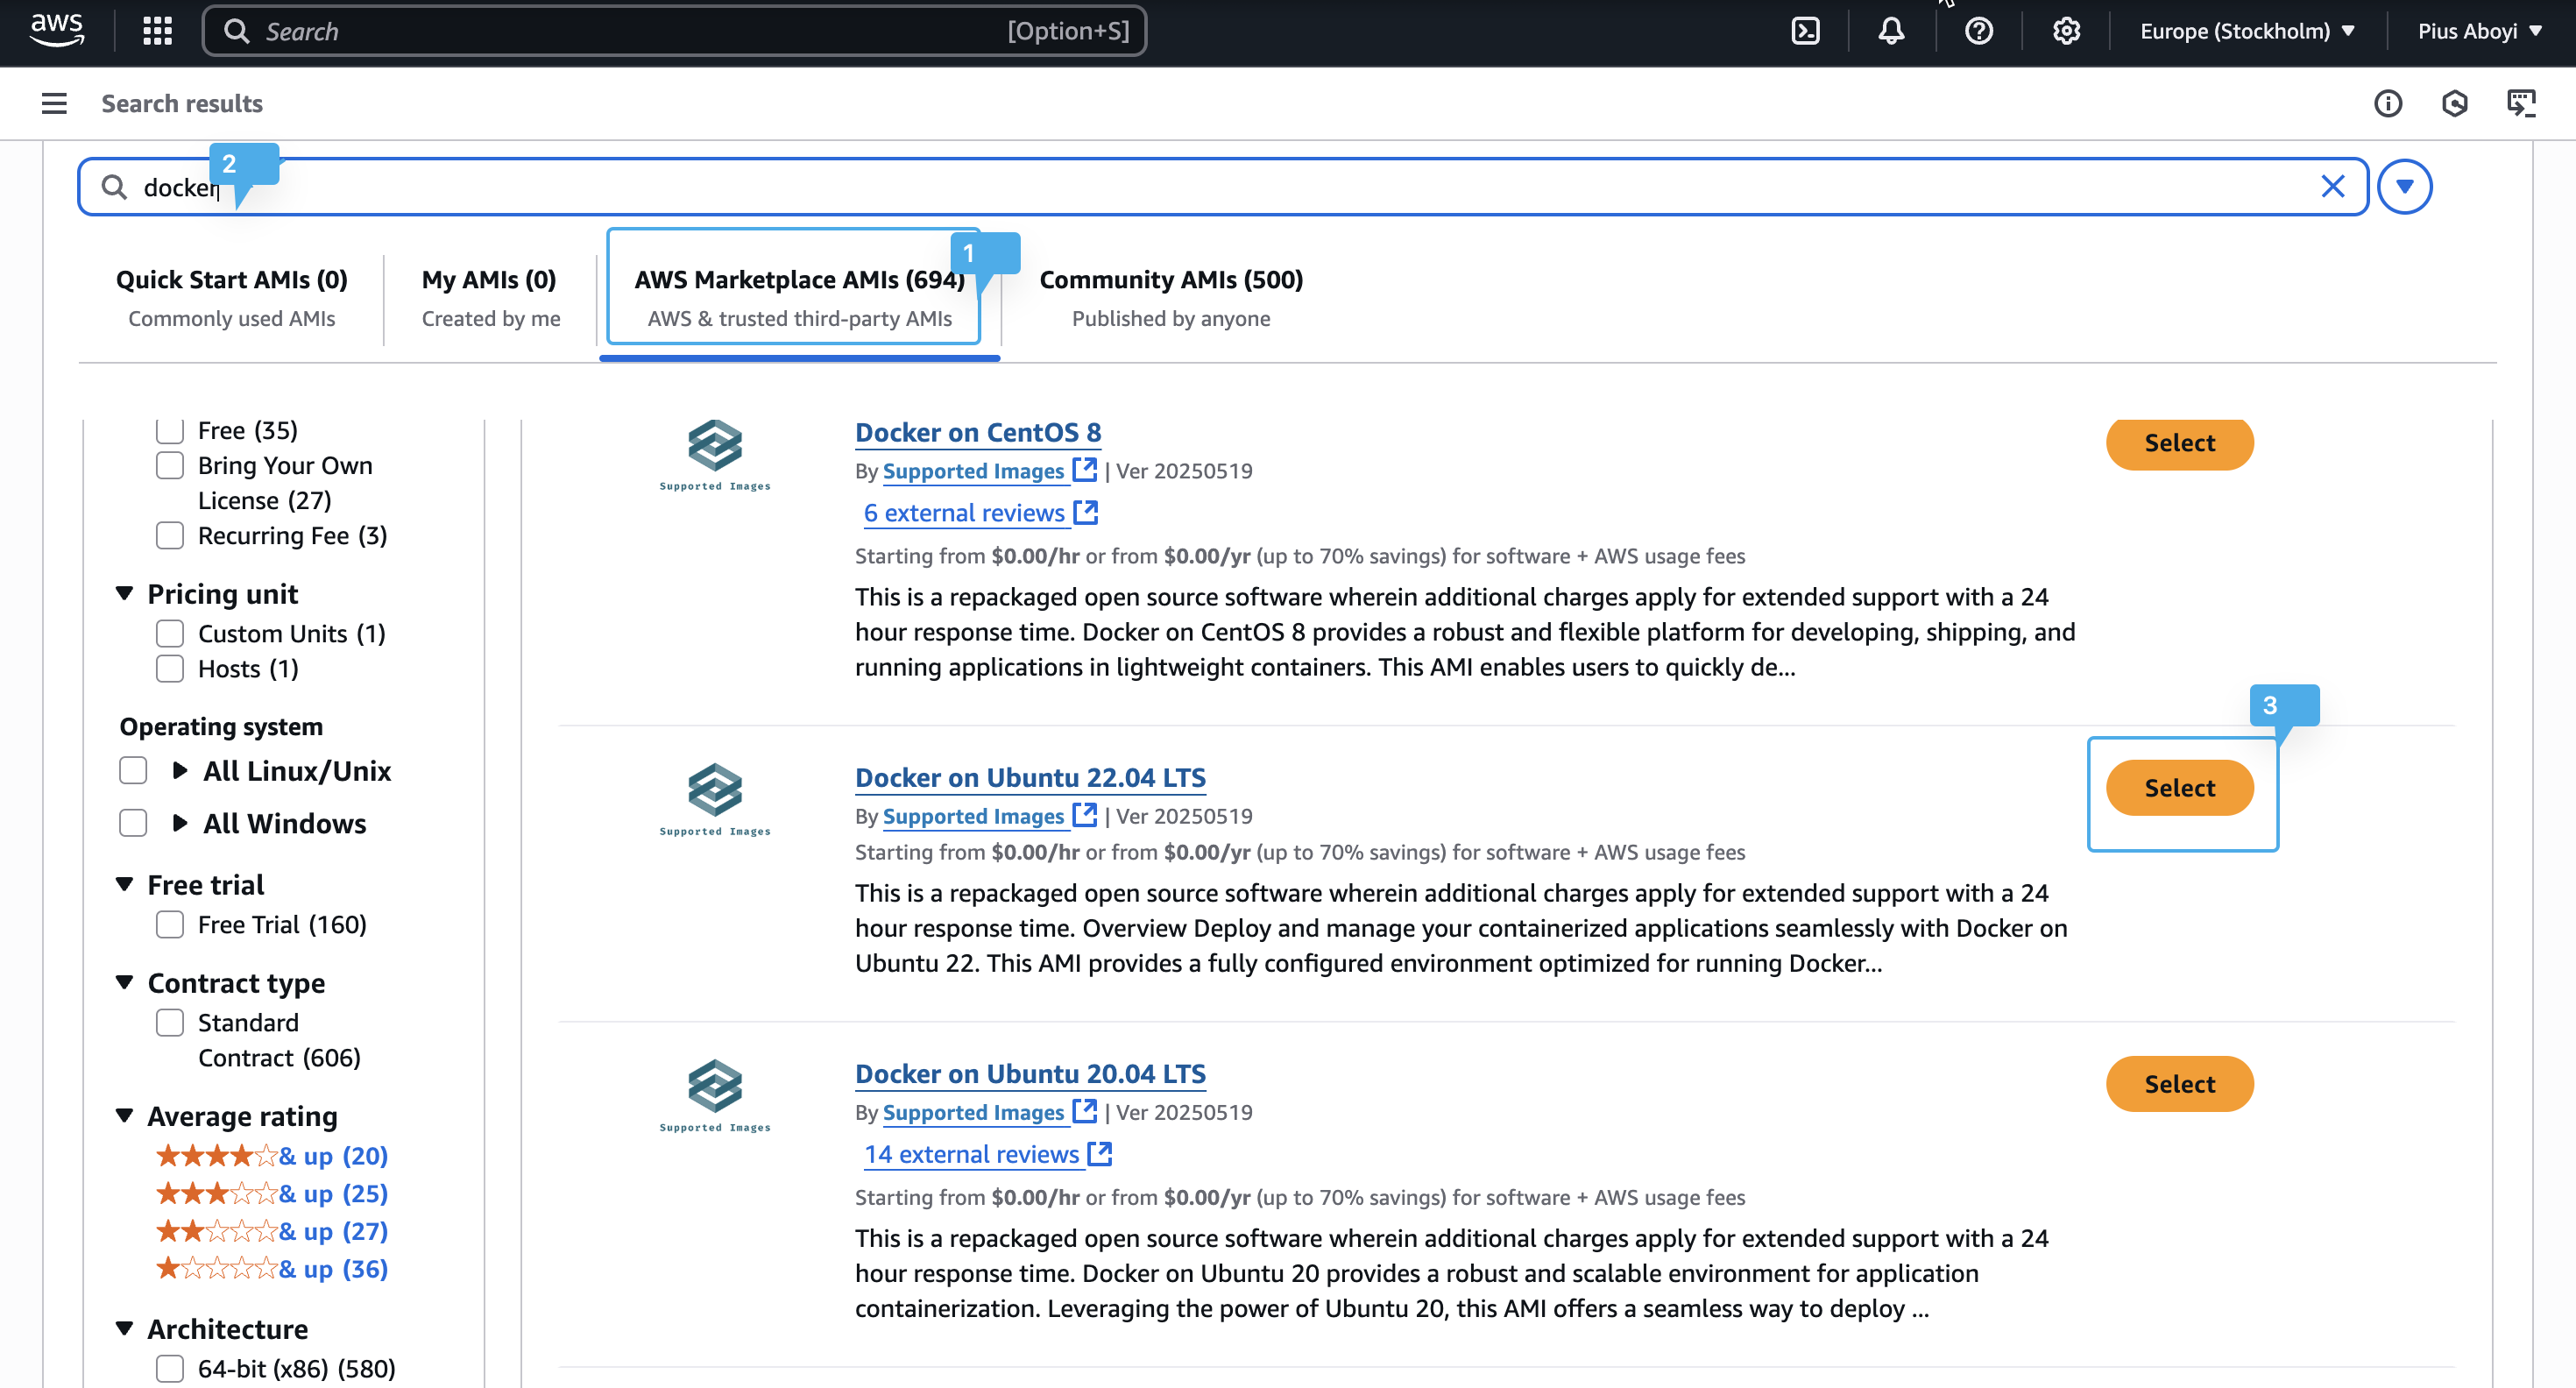 aws
Search
[Option+S]
Europe (Stockholm)
Pius Aboyi
Search results
2
docker
1
Quick Start AMIs (0)
Commonly used AMIs
My AMIs (0)
Created by me
AWS Marketplace AMIs (694)
AWS & trusted third-party AMIs
Community AMIs (500)
Published by anyone
Free (35)
Bring Your Own
License (27)
Recurring Fee (3)
Pricing unit
Custom Units (1)
Hosts (1)
Operating system
All Linux/Unix
All Windows
Free trial
Free Trial (160)
Contract type
Standard
Contract (606)
Average rating
& up (20)
& up (25)
& up (27)
& up (36)
Architecture
64-bit (x86) (580)
Supported Images
Docker on CentOS 8
By Supported Images | Ver 20250519
6 external reviews
Starting from $0.00/hr or from $0.00/yr (up to 70% savings) for software + AWS usage fees
This is a repackaged open source software wherein additional charges apply for extended support with a 24
hour response time. Docker on CentOS 8 provides a robust and flexible platform for developing, shipping, and
running applications in lightweight containers. This AMI enables users to quickly de...
Select
3
Supported Images
Docker on Ubuntu 22.04 LTS
By Supported Images | Ver 20250519
Starting from $0.00/hr or from $0.00/yr (up to 70% savings) for software + AWS usage fees
This is a repackaged open source software wherein additional charges apply for extended support with a 24
hour response time. Overview Deploy and manage your containerized applications seamlessly with Docker on
Ubuntu 22. This AMI provides a fully configured environment optimized for running Docker...
Select
Supported Images
Docker on Ubuntu 20.04 LTS
By Supported Images | Ver 20250519
14 external reviews
Starting from $0.00/hr or from $0.00/yr (up to 70% savings) for software + AWS usage fees
This is a repackaged open source software wherein additional charges apply for extended support with a 24
hour response time. Docker on Ubuntu 20 provides a robust and scalable environment for application
containerization. Leveraging the power of Ubuntu 20, this AMI offers a seamless way to deploy ...
Select